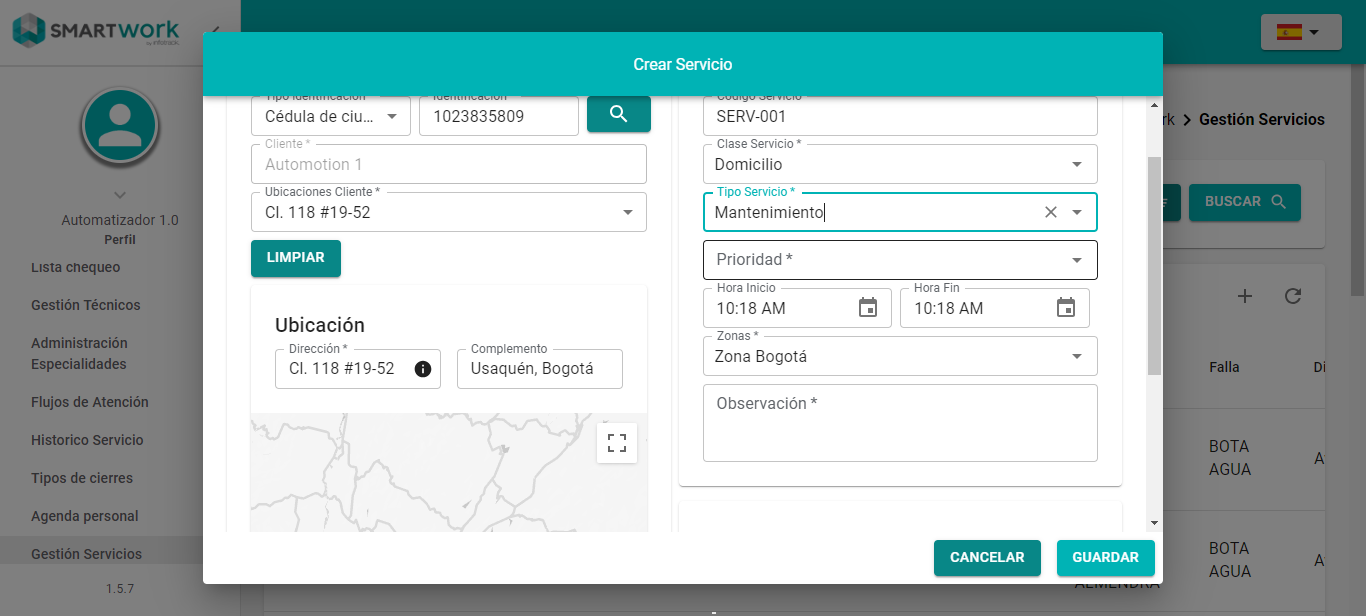 SMARTWORK
Crear Servicio
rk > Gestión Servicios
Tipo Identificación *
Cédula de ciu...
Identificación *
1023835809
Código Servicio *
SERV-001
Cliente *
Automotion 1
Clase Servicio *
Domicilio
Ubicaciones Cliente *
Cl. 118 #19-52
Tipo Servicio *
Mantenimiento
LIMPIAR
Prioridad *
Hora Inicio
10:18 AM
Hora Fin
10:18 AM
Ubicación
Dirección *
Cl. 118 #19-52
Complemento
Usaquén, Bogotá
Zonas *
Zona Bogotá
Observación *
CANCELAR
GUARDAR
BUSCAR
Automatizador 1.0
Perfil
Lista chequeo
Gestión Técnicos
Administración
Especialidades
Flujos de Atención
Historico Servicio
Tipos de cierres
Agenda personal
Gestión Servicios
1.5.7
Falla
Di
BOTA
AGUA
BOTA
AGUA
ALMENDRA